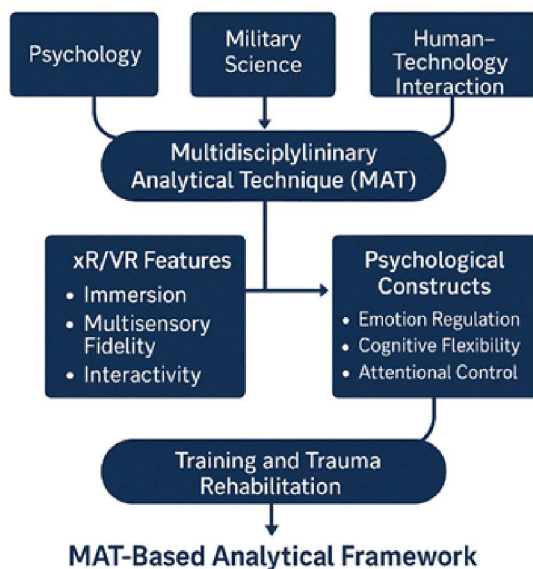 Psychology
Military
Science
Human–
Technology
Interaction
Multidisciplylininary
Analytical Technique (MAT)
xR/VR Features
• Immersion
• Multisensory
Fidelity
• Interactivity
Psychological
Constructs
• Emotion Regulation
• Cognitive Flexibility
• Attentional Control
Training and Trauma
Rehabilitation
MAT-Based Analytical Framework